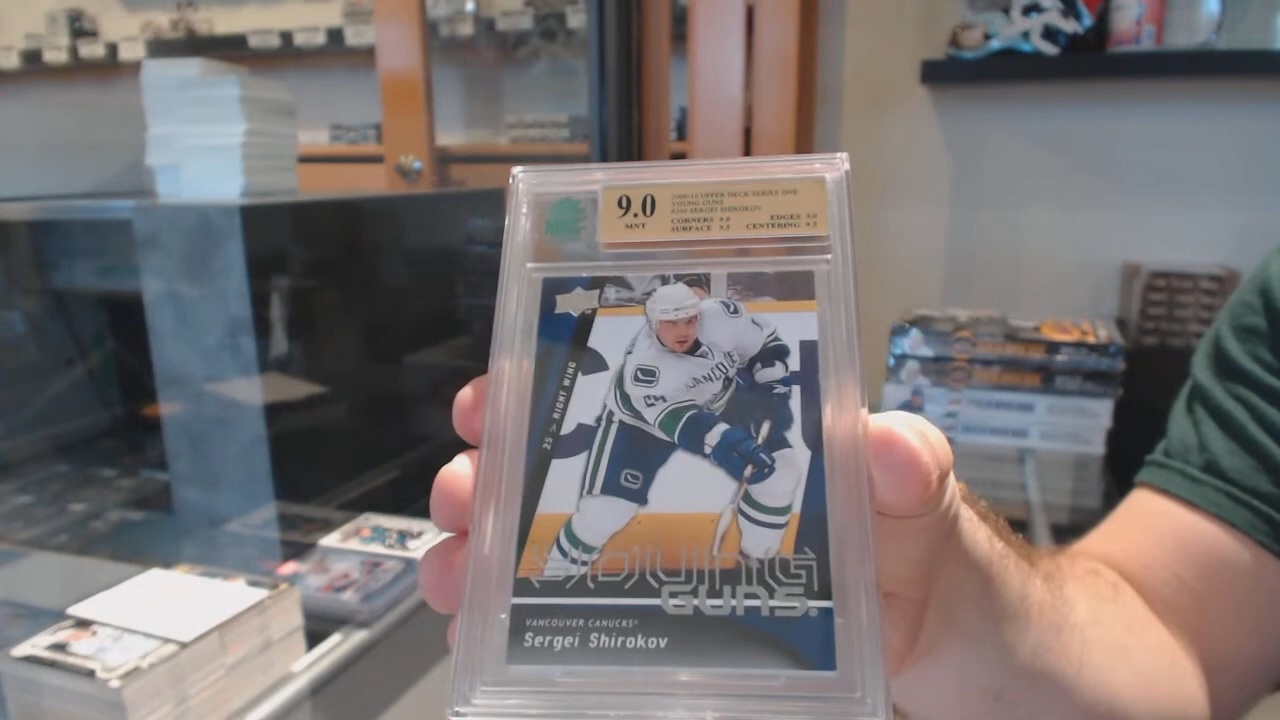 9.0
MNT
2009/10 UPPER DECK SERIES ONE
YOUNG GUNS
SERGEI SHIROKOV
CORNERS 9.0 EDGES 9.0
SURFACE 9.5 CENTERING 9.5
25 RIGHT WING
VANCOUVER
YOUNG
GUNS.
VANCOUVER CANUCKS®
Sergei Shirokov